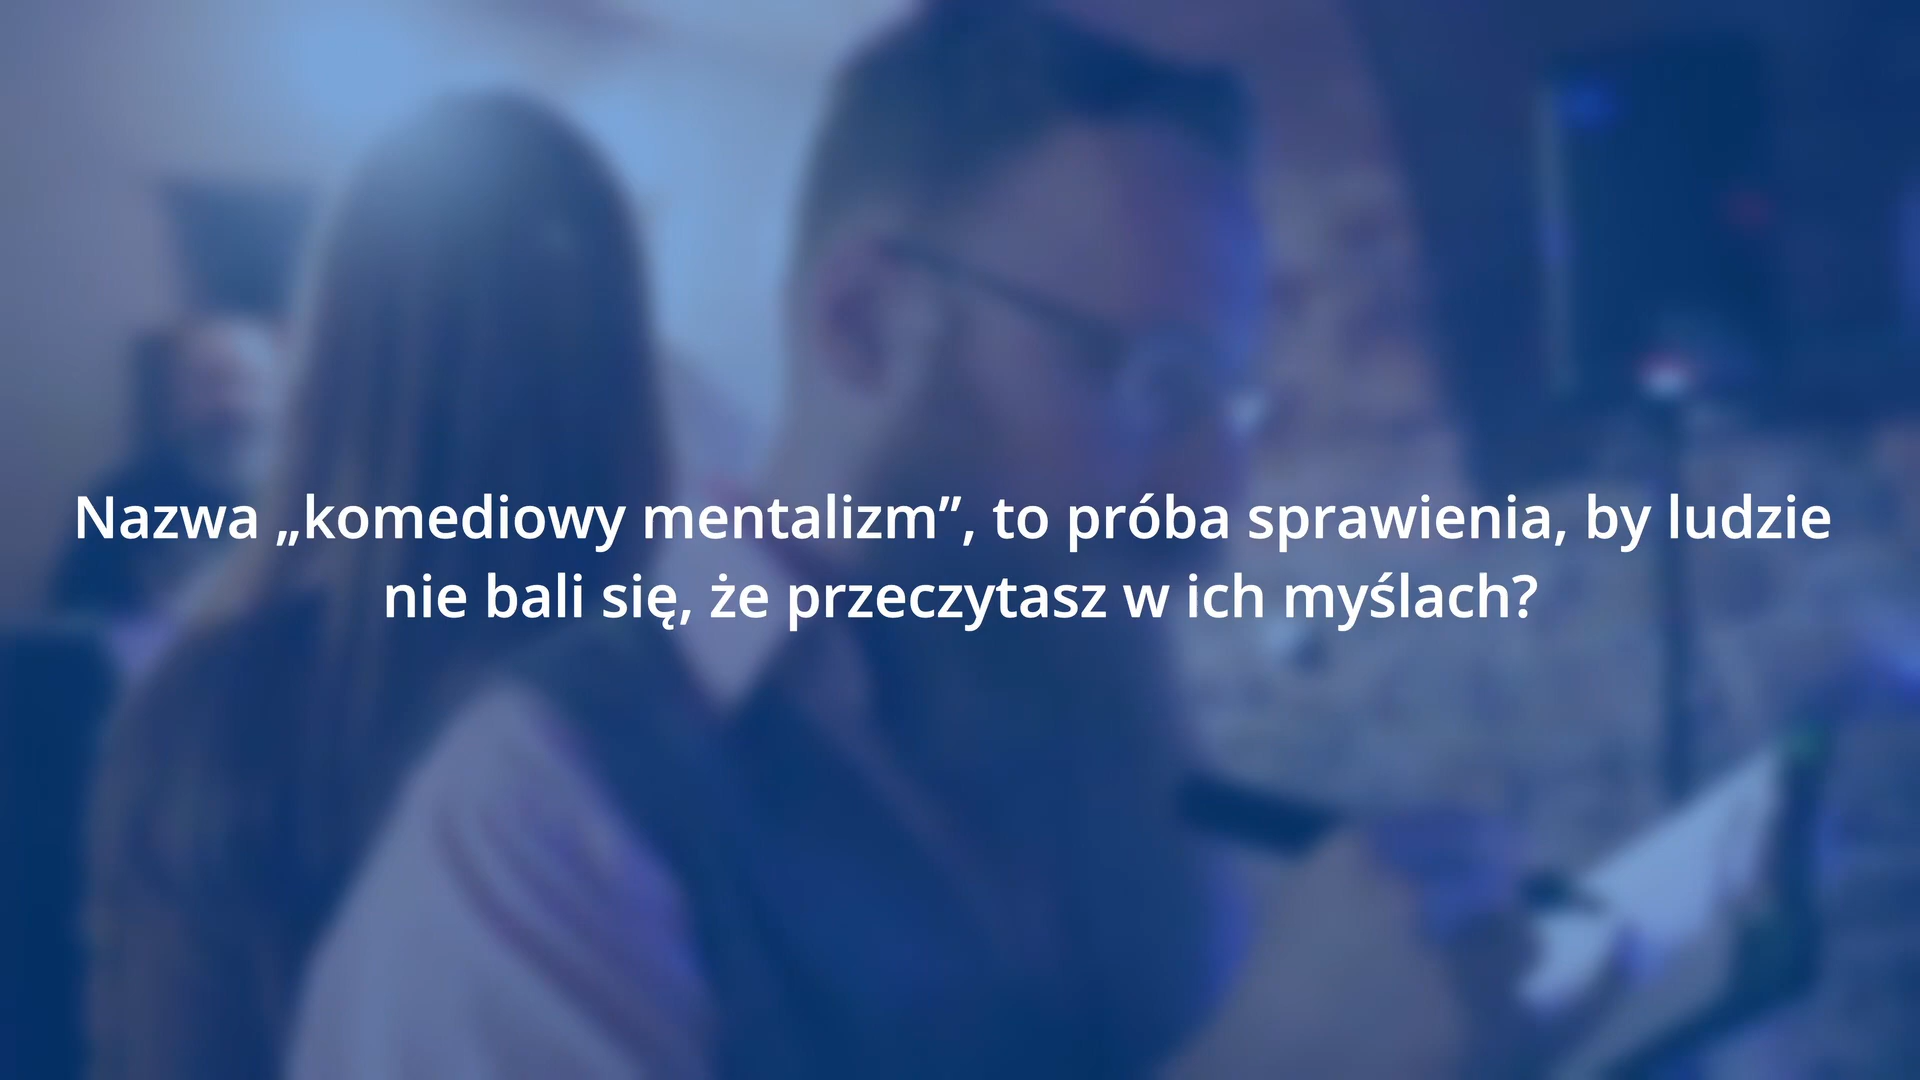 Nazwa „komediowy mentalizm”, to próba sprawienia, by ludzie
nie bali się, że przeczytasz w ich myślach?